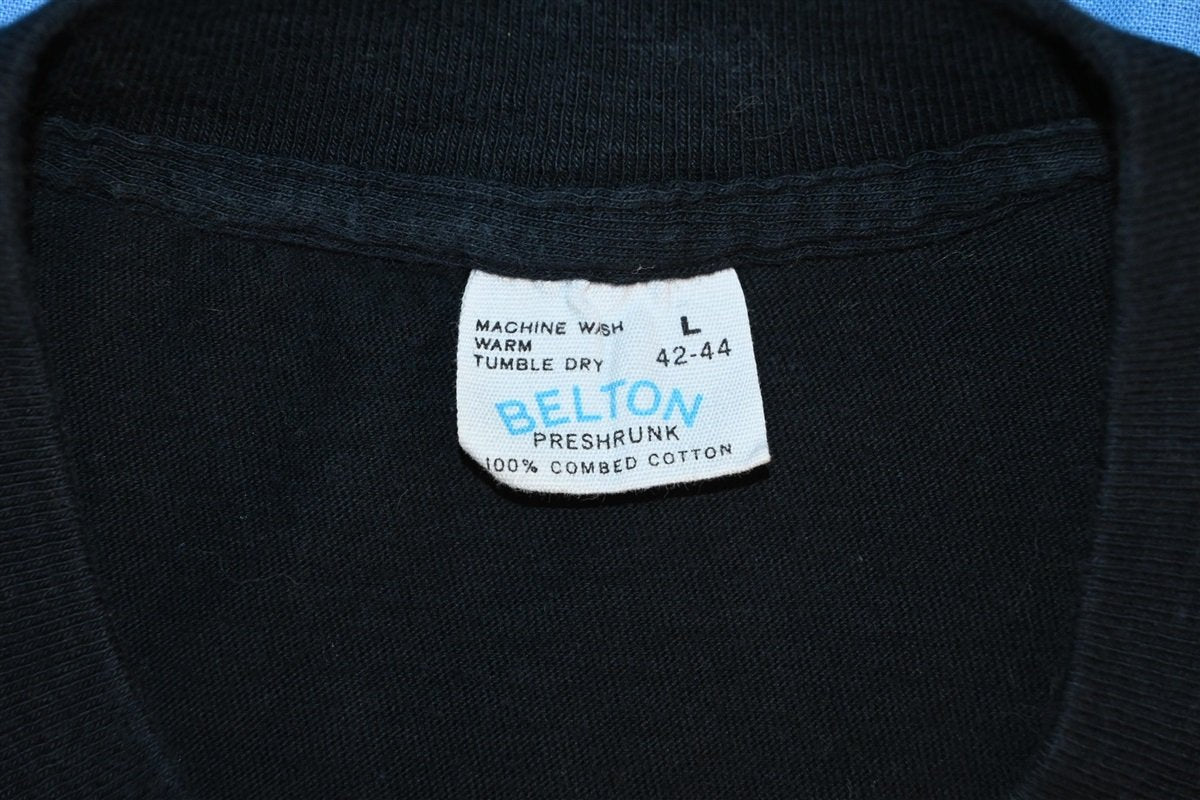 MACHINE WASH
WARM
TUMBLE DRY
L
42-44
BELTON
PRESHRUNK
100% COMBED COTTON